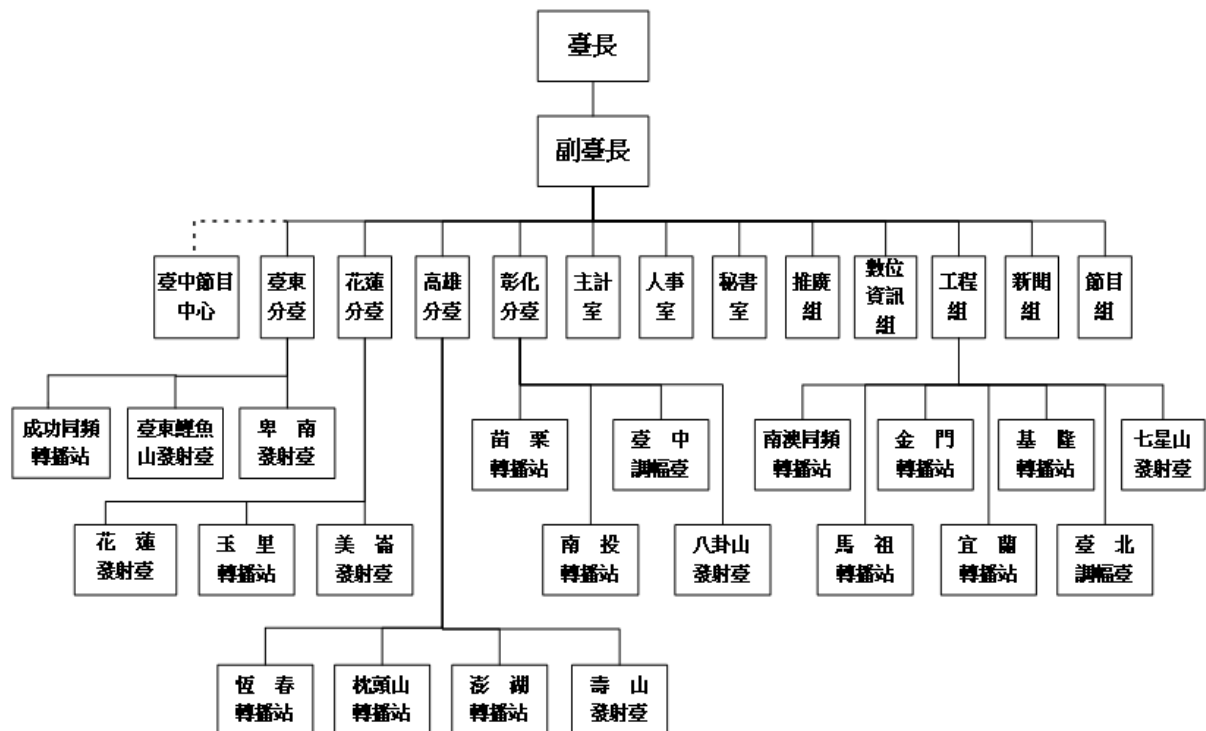 臺長
副臺長
臺中節目
中心
臺東
分臺
花蓮
分臺
高雄
分臺
彰化
分臺
主計
室
人事
室
秘書
室
推廣
組
數位
資訊
組
工程
組
新聞
組
節目
組
成功同頻
轉播站
臺東鯉魚
山發射臺
卑　南
發射臺
苗　栗
轉播站
臺　中
調幅臺
南澳同頻
轉播站
金　門
轉播站
基　隆
轉播站
七星山
發射臺
花　蓮
發射臺
玉　里
轉播站
美　崙
發射臺
南　投
轉播站
八卦山
發射臺
馬　祖
轉播站
宜　蘭
轉播站
臺　北
調幅臺
恆　春
轉播站
枕頭山
轉播站
澎　湖
轉播站
壽　山
發射臺